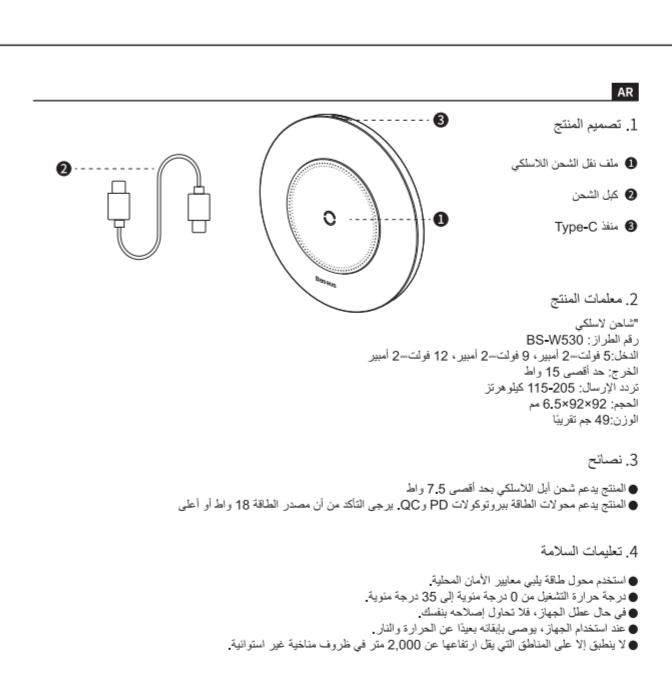 AR
1. تصميم المنتج
❶ ملف نقل الشحن اللاسلكي
❷ كبل الشحن
❸ منفذ Type-C
❸
❷
❶
Baseus
2. معلمات المنتج
"شاحن لاسلكي
رقم الطراز: BS-W530
الدخل:5 فولت–2 أمبير، 9 فولت–2 أمبير، 12 فولت–2 أمبير
الخرج: حد أقصى 15 واط
تردد الإرسال: 205-115 كيلوهرتز
الحجم: 92×92×6.5 مم
الوزن:49 جم تقريبًا
3. نصائح
● المنتج يدعم شحن أبل اللاسلكي بحد أقصى 7.5 واط
● المنتج يدعم محولات الطاقة ببروتوكولات PD وQC. يرجى التأكد من أن مصدر الطاقة 18 واط أو أعلى
4. تعليمات السلامة
● استخدم محول طاقة يلبي معايير الأمان المحلية.
● درجة حرارة التشغيل من 0 درجة مئوية إلى 35 درجة مئوية.
● في حال عطل الجهاز، فلا تحاول إصلاحه بنفسك.
● عند استخدام الجهاز، يوصى بإبقائه بعيدًا عن الحرارة والنار.
● لا ينطبق إلا على المناطق التي يقل ارتفاعها عن 2,000 متر في ظروف مناخية غير استوائية.